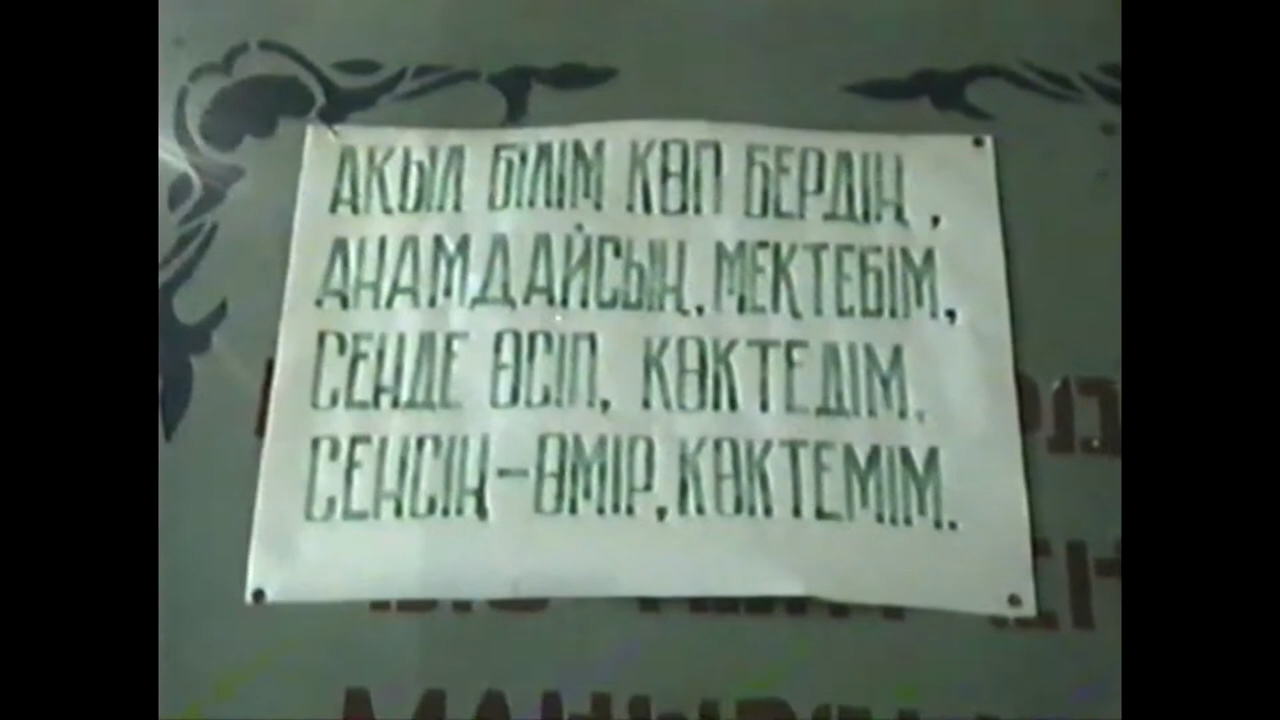 АҚЫЛ БІЛІМ КӨП БЕРДІҢ,
АНАМДАЙСЫҢ, МЕКТЕБІМ,
СЕНДЕ ӨСІП, КӨКТЕДІМ,
СЕНСІҢ-ӨМІР, КӨКТЕМІМ.